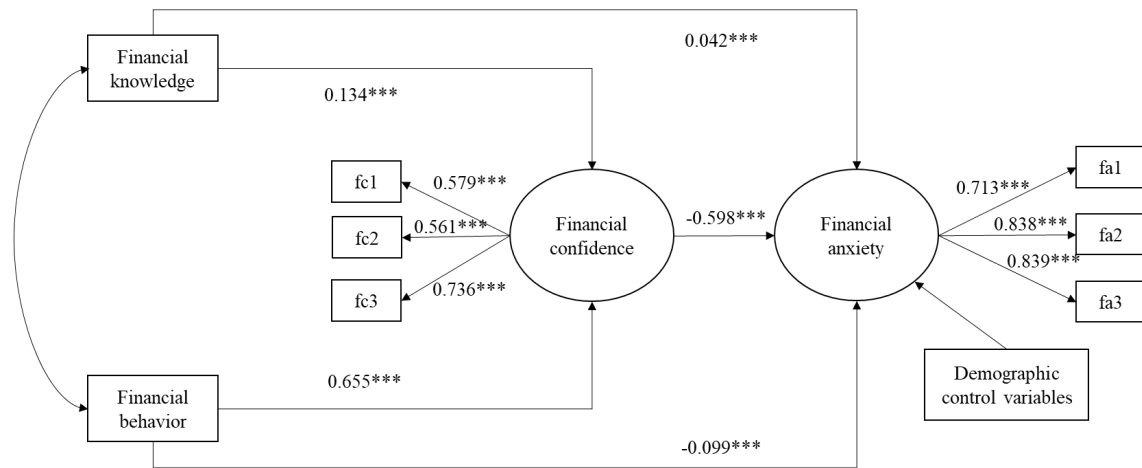 Financial
knowledge
0.042***
0.134***
fc1
0.579***
fc2
0.561***
fc3
0.736***
Financial
confidence
-0.598***
Financial
anxiety
0.713***
fa1
0.838***
fa2
0.839***
fa3
Financial
behavior
0.655***
Demographic
control variables
-0.099***